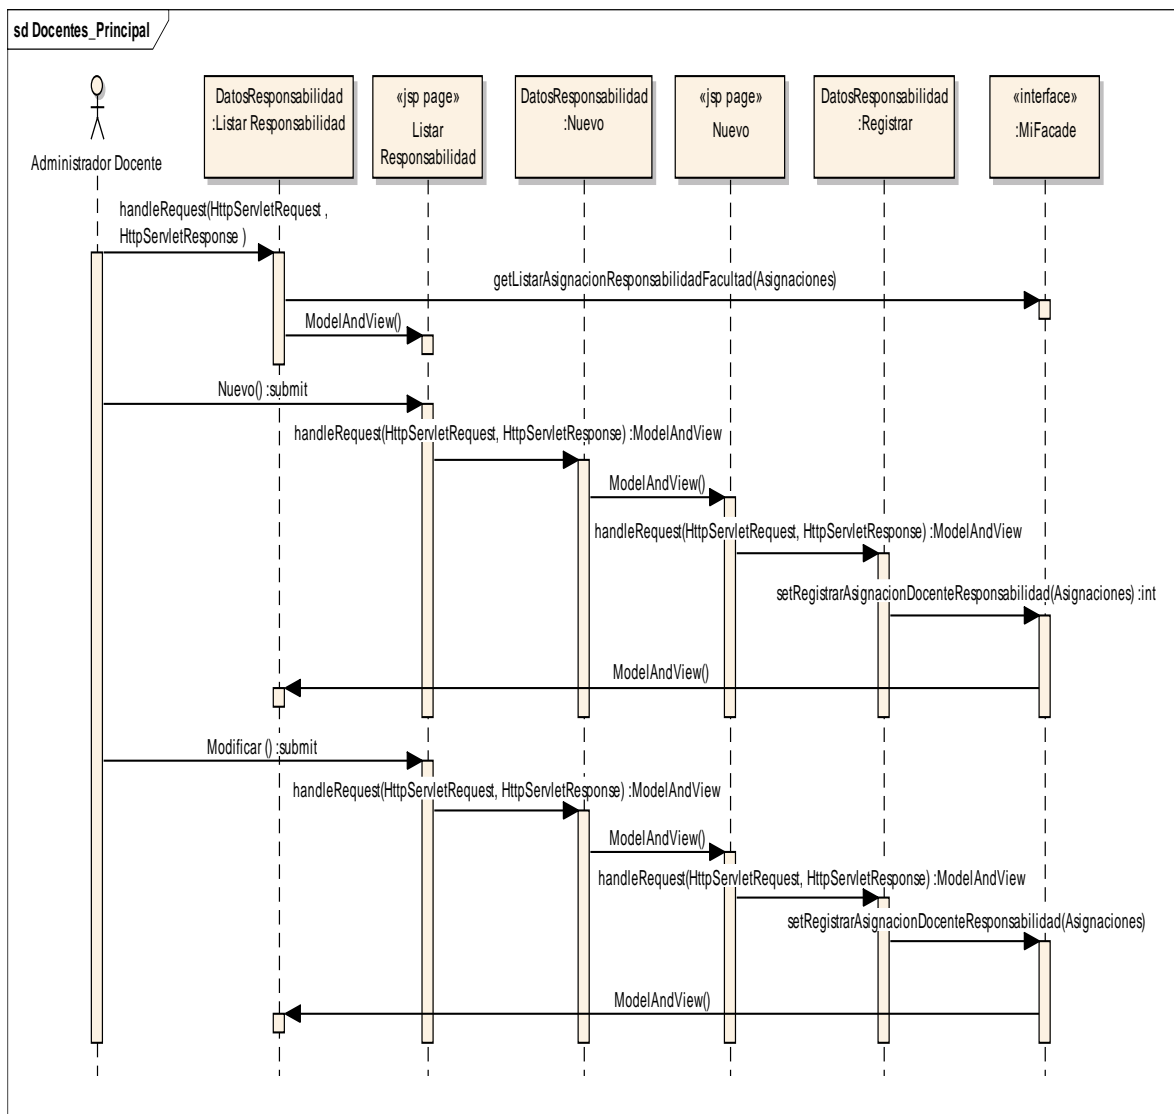 sd Docentes_Principal
Administrador Docente
DatosResponsabilidad
:Listar Responsabilidad
«jsp page»
Listar
Responsabilidad
DatosResponsabilidad
:Nuevo
«jsp page»
Nuevo
DatosResponsabilidad
:Registrar
«interface»
:MiFacade
handleRequest(HttpServletRequest ,
HttpServletResponse )
getListarAsignacionResponsabilidadFacultad(Asignaciones)
ModelAndView()
Nuevo() :submit
handleRequest(HttpServletRequest, HttpServletResponse) :ModelAndView
ModelAndView()
handleRequest(HttpServletRequest, HttpServletResponse) :ModelAndView
setRegistrarAsignacionDocenteResponsabilidad(Asignaciones) :int
ModelAndView()
Modificar () :submit
handleRequest(HttpServletRequest, HttpServletResponse) :ModelAndView
ModelAndView()
handleRequest(HttpServletRequest, HttpServletResponse) :ModelAndView
setRegistrarAsignacionDocenteResponsabilidad(Asignaciones)
ModelAndView()